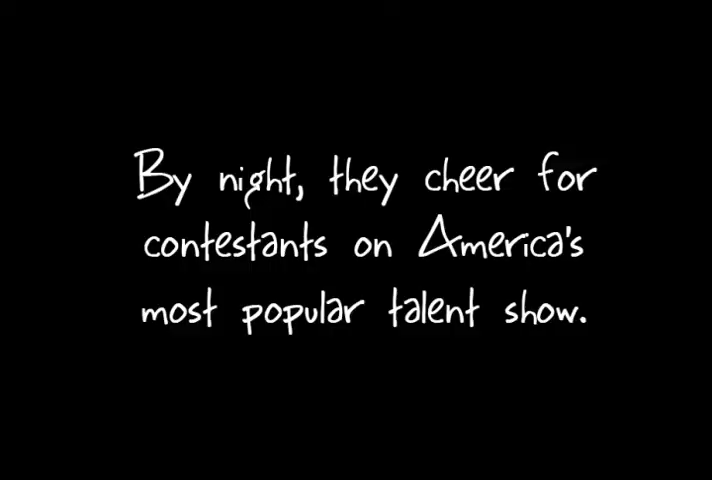 By night, they cheer for
contestants on America's
most popular talent show.